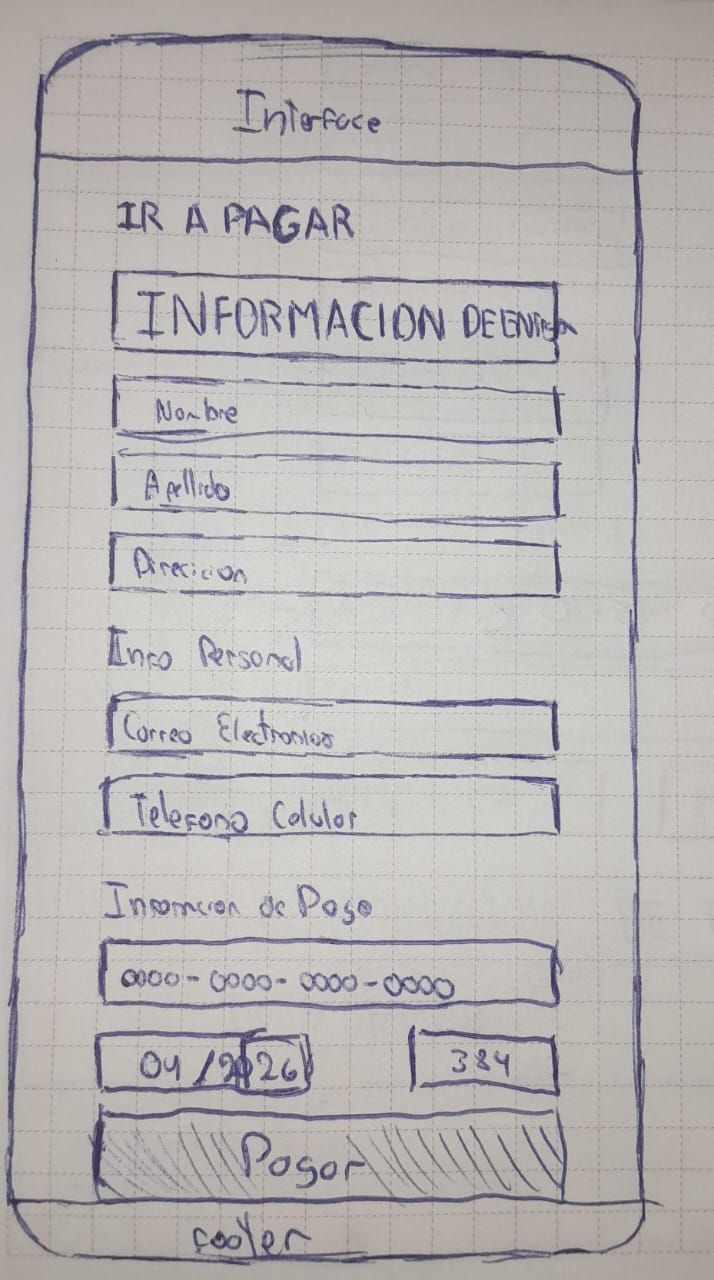 Interface
IR A PAGAR
INFORMACION DE ENTREGA
Nombre
Apellido
Direccion
Info Personal
Correo Electronico
Telefono Celular
Informacion de Pago
0000-0000-0000-0000
04/2026
384
Pagar
footer